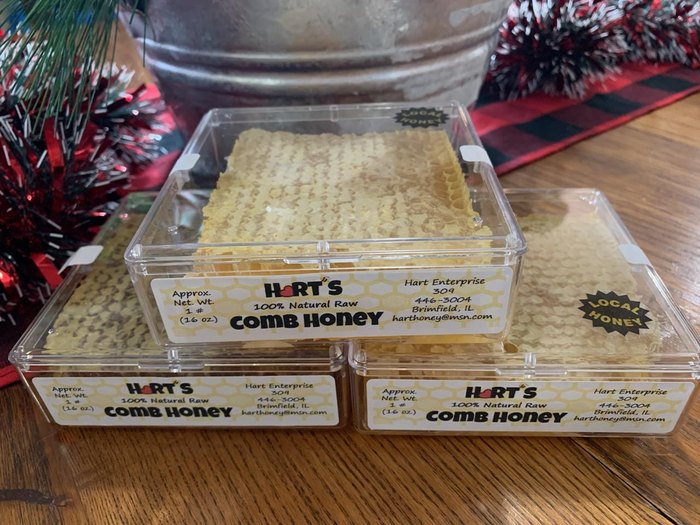 LOCAL
HONEY
Approx.
Net. Wt.
1 #
(16 oz.)
HART'S
100% Natural Raw
COMB HONEY
Hart Enterprise
309
446-3004
Brimfield, IL
harthoney@msn.com
LOCAL
HONEY
Approx.
Net. Wt.
1 #
(16 oz.)
HART'S
100% Natural Raw
COMB HONEY
Hart Enterprise
309
446-3004
Brimfield, IL
harthoney@msn.com
Approx.
Net. Wt.
1 #
(16 oz.)
HART'S
100% Natural Raw
COMB HONEY
Hart Enterprise
309
446-3004
Brimfield, IL
harthoney@msn.com